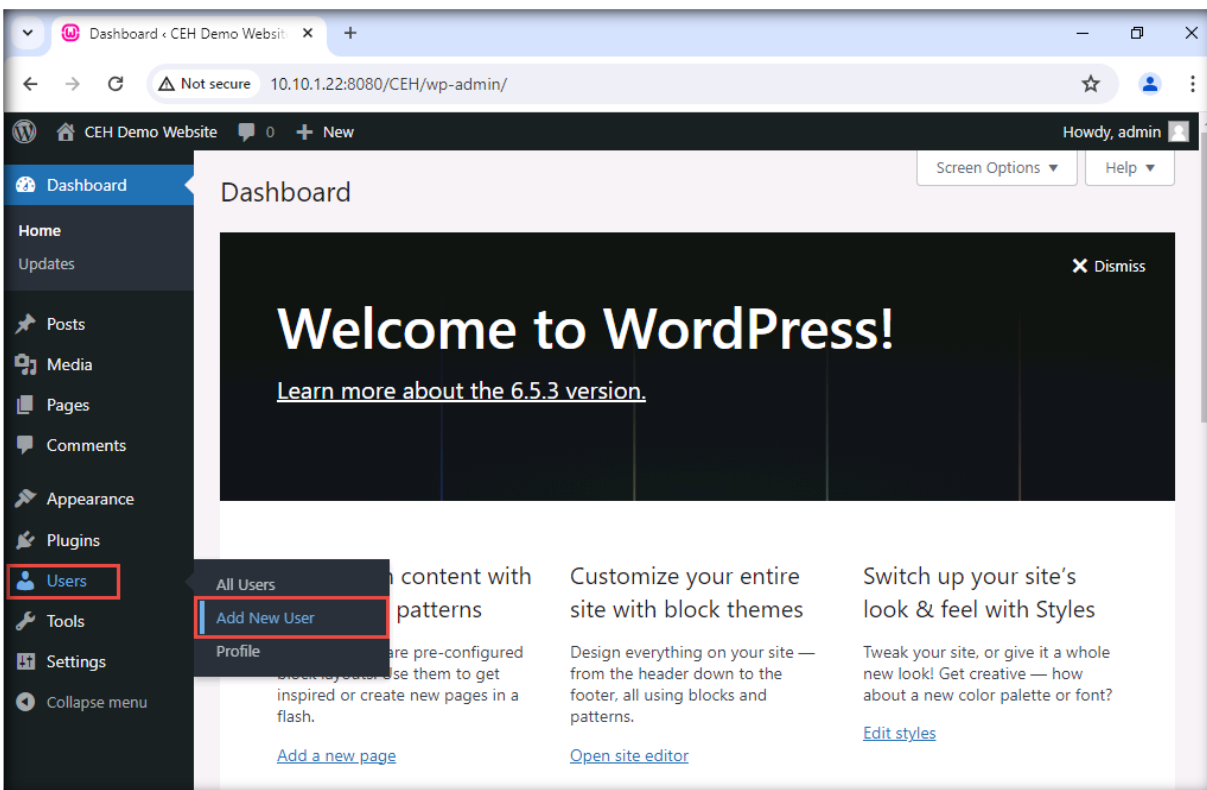 Dashboard ‹ CEH Demo Websit
Not secure 10.10.1.22:8080/CEH/wp-admin/
CEH Demo Website 0 + New Howdy, admin
Screen Options ▼ Help ▼
Dashboard
Home
Updates
Posts
Media
Pages
Comments
Appearance
Plugins
Users
Tools
Settings
Collapse menu
All Users
Add New User
Profile
Dashboard
Dismiss
Welcome to WordPress!
Learn more about the 6.5.3 version.
content with
patterns
are pre-configured
block layouts. Use them to get
inspired or create new pages in a
flash.
Add a new page
Customize your entire
site with block themes
Design everything on your site —
from the header down to the
footer, all using blocks and
patterns.
Open site editor
Switch up your site’s
look & feel with Styles
Tweak your site, or give it a whole
new look! Get creative — how
about a new color palette or font?
Edit styles